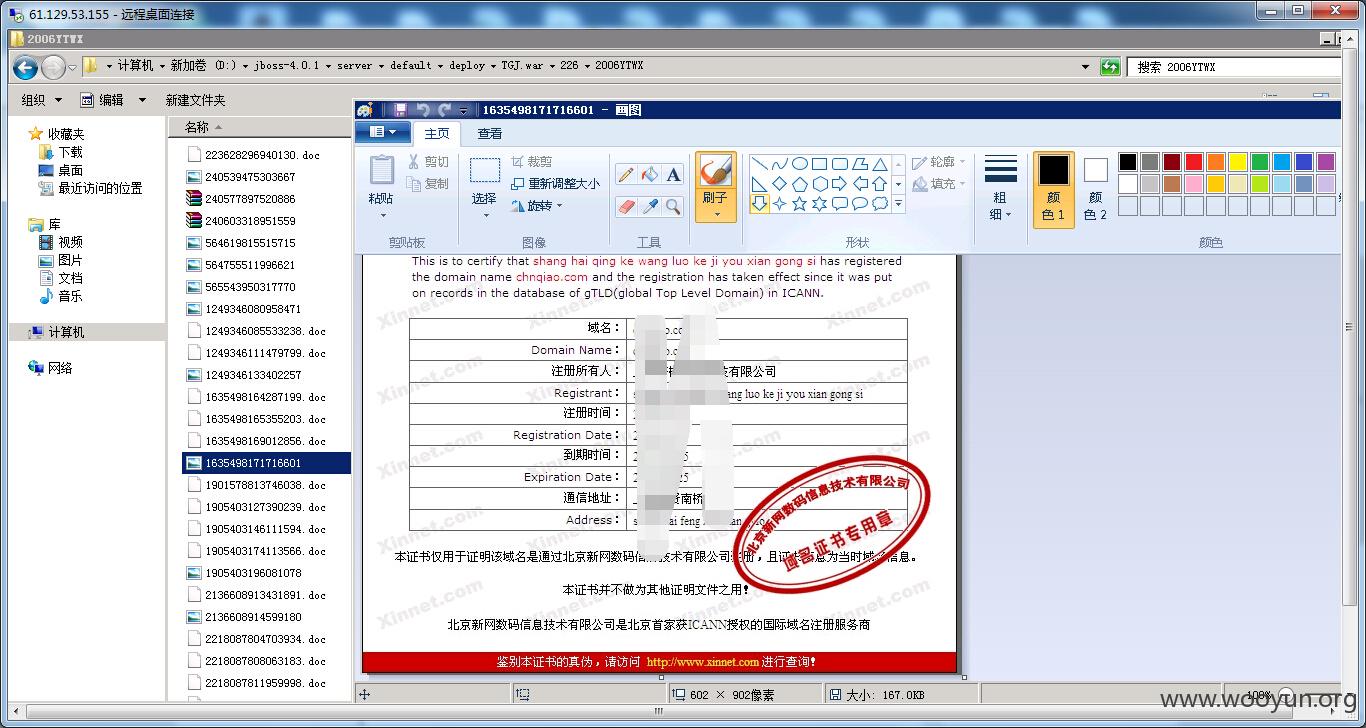 61.129.53.155 - 远程桌面连接
2006YTWX
计算机 新加卷 (D:) jboss-4.0.1 server default deploy TGJ.war 226 2006YTWX
搜索 2006YTWX
组织 编辑 新建文件夹
收藏夹
下载
桌面
最近访问的位置
库
视频
图片
文档
音乐
计算机
网络
名称
223628296940130.doc
240539475303667
240577897520886
240603318951559
564619815515715
564755511996621
565543950317770
1249346080958471
1249346085533238.doc
1249346111479799.doc
1249346133402257
1635498164287199.doc
1635498165355203.doc
1635498169012856.doc
1635498171716601
1901578813746038.doc
1905403127390239.doc
1905403146111594.doc
1905403174113566.doc
1905403196081078
2136608913431891.doc
2136608914599180
2218087804703934.doc
2218087808063183.doc
2218087811959998.doc
1635498171716601 - 画图
主页 查看
粘贴
剪切
复制
剪贴板
选择
裁剪
重新调整大小
旋转
图像
A
工具
刷子
轮廓
填充
形状
粗细
颜色 1
颜色 2
颜色
This is to certify that shang hai qing ke wang luo ke ji you xian gong si has registered
the domain name chnqiao.com and the registration has taken effect since it was put
on records in the database of gTLD(global Top Level Domain) in ICANN.
域名：
Domain Name：
注册所有人： 有限公司
Registrant： ang luo ke ji you xian gong si
注册时间：
Registration Date：
到期时间：
Expiration Date：
通信地址： 南桥
Address：
本证书仅用于证明该域名是通过北京新网数码信息技术有限公司注册，且证书信息为当时域名信息。
本证书并不做为其他证明文件之用！
北京新网数码信息技术有限公司是北京首家获ICANN授权的国际域名注册服务商
北京新网数码信息技术有限公司
域名证书专用章
鉴别本证书的真伪，请访问 http://www.xinnet.com 进行查询！
Xinnet.com
602 × 902像素
大小: 167.0KB
100%
www.wooyun.org